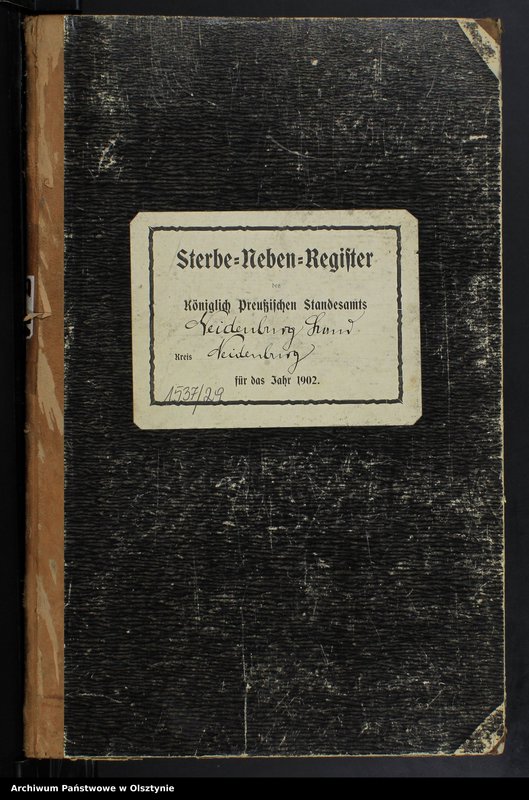 Sterbe=Neben=Register
des
Königlich Preußischen Standesamts
Neidenburg Land
Kreis Neidenburg
für das Jahr 1902.
1537/29
Archiwum Państwowe w Olsztynie